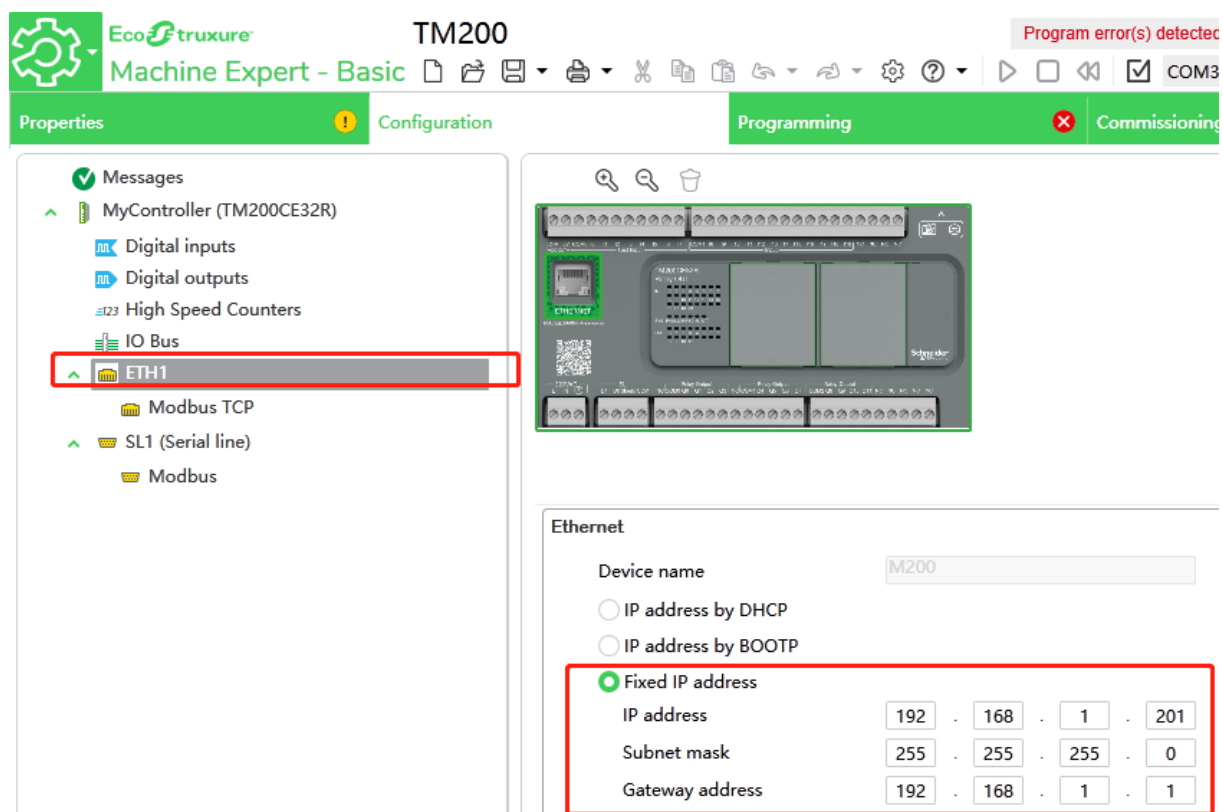 EcoStruxure TM200 Program error(s) detected
Machine Expert - Basic COM3
Properties Configuration Programming Commissioning
Messages
MyController (TM200CE32R)
Digital inputs
Digital outputs
High Speed Counters
IO Bus
ETH1
Modbus TCP
SL1 (Serial line)
Modbus
ETHERNET
Schneider
Ethernet
Device name M200
IP address by DHCP
IP address by BOOTP
Fixed IP address
IP address 192 . 168 . 1 . 201
Subnet mask 255 . 255 . 255 . 0
Gateway address 192 . 168 . 1 . 1